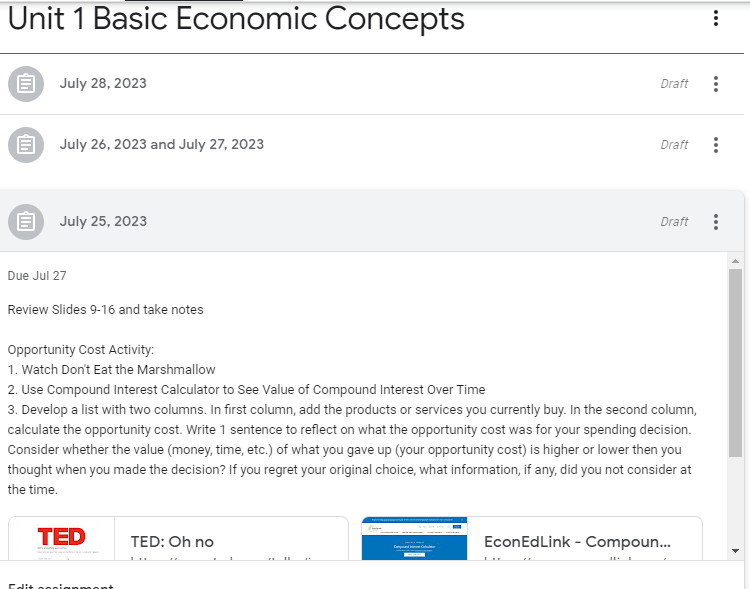 Unit 1 Basic Economic Concepts
July 28, 2023 Draft
July 26, 2023 and July 27, 2023 Draft
July 25, 2023 Draft
Due Jul 27
Review Slides 9-16 and take notes
Opportunity Cost Activity:
1. Watch Don't Eat the Marshmallow
2. Use Compound Interest Calculator to See Value of Compound Interest Over Time
3. Develop a list with two columns. In first column, add the products or services you currently buy. In the second column,
calculate the opportunity cost. Write 1 sentence to reflect on what the opportunity cost was for your spending decision.
Consider whether the value (money, time, etc.) of what you gave up (your opportunity cost) is higher or lower then you
thought when you made the decision? If you regret your original choice, what information, if any, did you not consider at
the time.
TED
TED: Oh no
EconEdLink - Compoun...
Compound Interest Calculator
Edit assignment